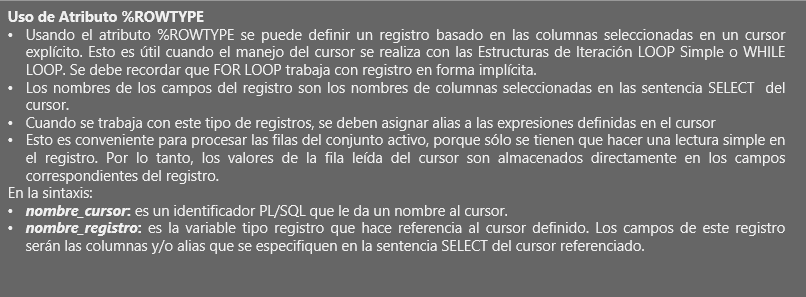 Uso de Atributo %ROWTYPE
• Usando el atributo %ROWTYPE se puede definir un registro basado en las columnas seleccionadas en un cursor
explícito. Esto es útil cuando el manejo del cursor se realiza con las Estructuras de Iteración LOOP Simple o WHILE
LOOP. Se debe recordar que FOR LOOP trabaja con registro en forma implícita.
• Los nombres de los campos del registro son los nombres de columnas seleccionadas en las sentencia SELECT del
cursor.
• Cuando se trabaja con este tipo de registros, se deben asignar alias a las expresiones definidas en el cursor
• Esto es conveniente para procesar las filas del conjunto activo, porque sólo se tienen que hacer una lectura simple en
el registro. Por lo tanto, los valores de la fila leída del cursor son almacenados directamente en los campos
correspondientes del registro.
En la sintaxis:
• nombre_cursor: es un identificador PL/SQL que le da un nombre al cursor.
• nombre_registro: es la variable tipo registro que hace referencia al cursor definido. Los campos de este registro
serán las columnas y/o alias que se especifiquen en la sentencia SELECT del cursor referenciado.